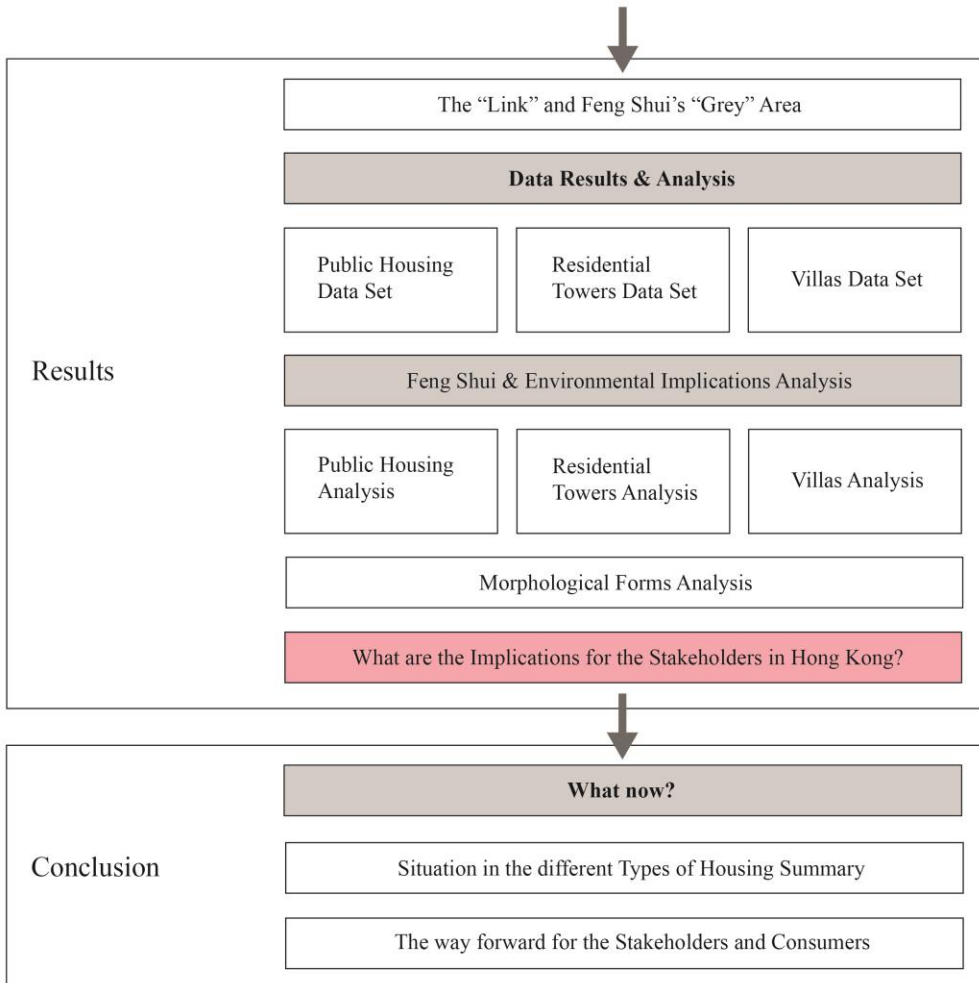 The “Link” and Feng Shui’s “Grey” Area
Data Results & Analysis
Public Housing
Data Set
Residential
Towers Data Set
Villas Data Set
Results
Feng Shui & Environmental Implications Analysis
Public Housing
Analysis
Residential
Towers Analysis
Villas Analysis
Morphological Forms Analysis
What are the Implications for the Stakeholders in Hong Kong?
What now?
Conclusion
Situation in the different Types of Housing Summary
The way forward for the Stakeholders and Consumers